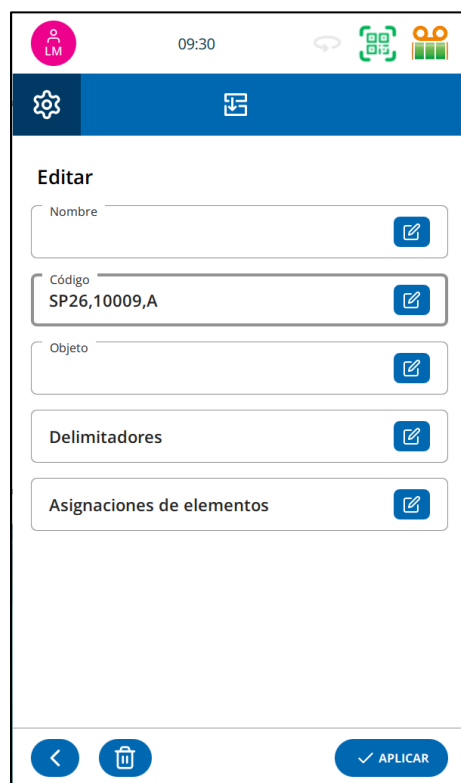 LM
09:30
Editar
Nombre
Código
SP26,10009,A
Objeto
Delimitadores
Asignaciones de elementos
APLICAR